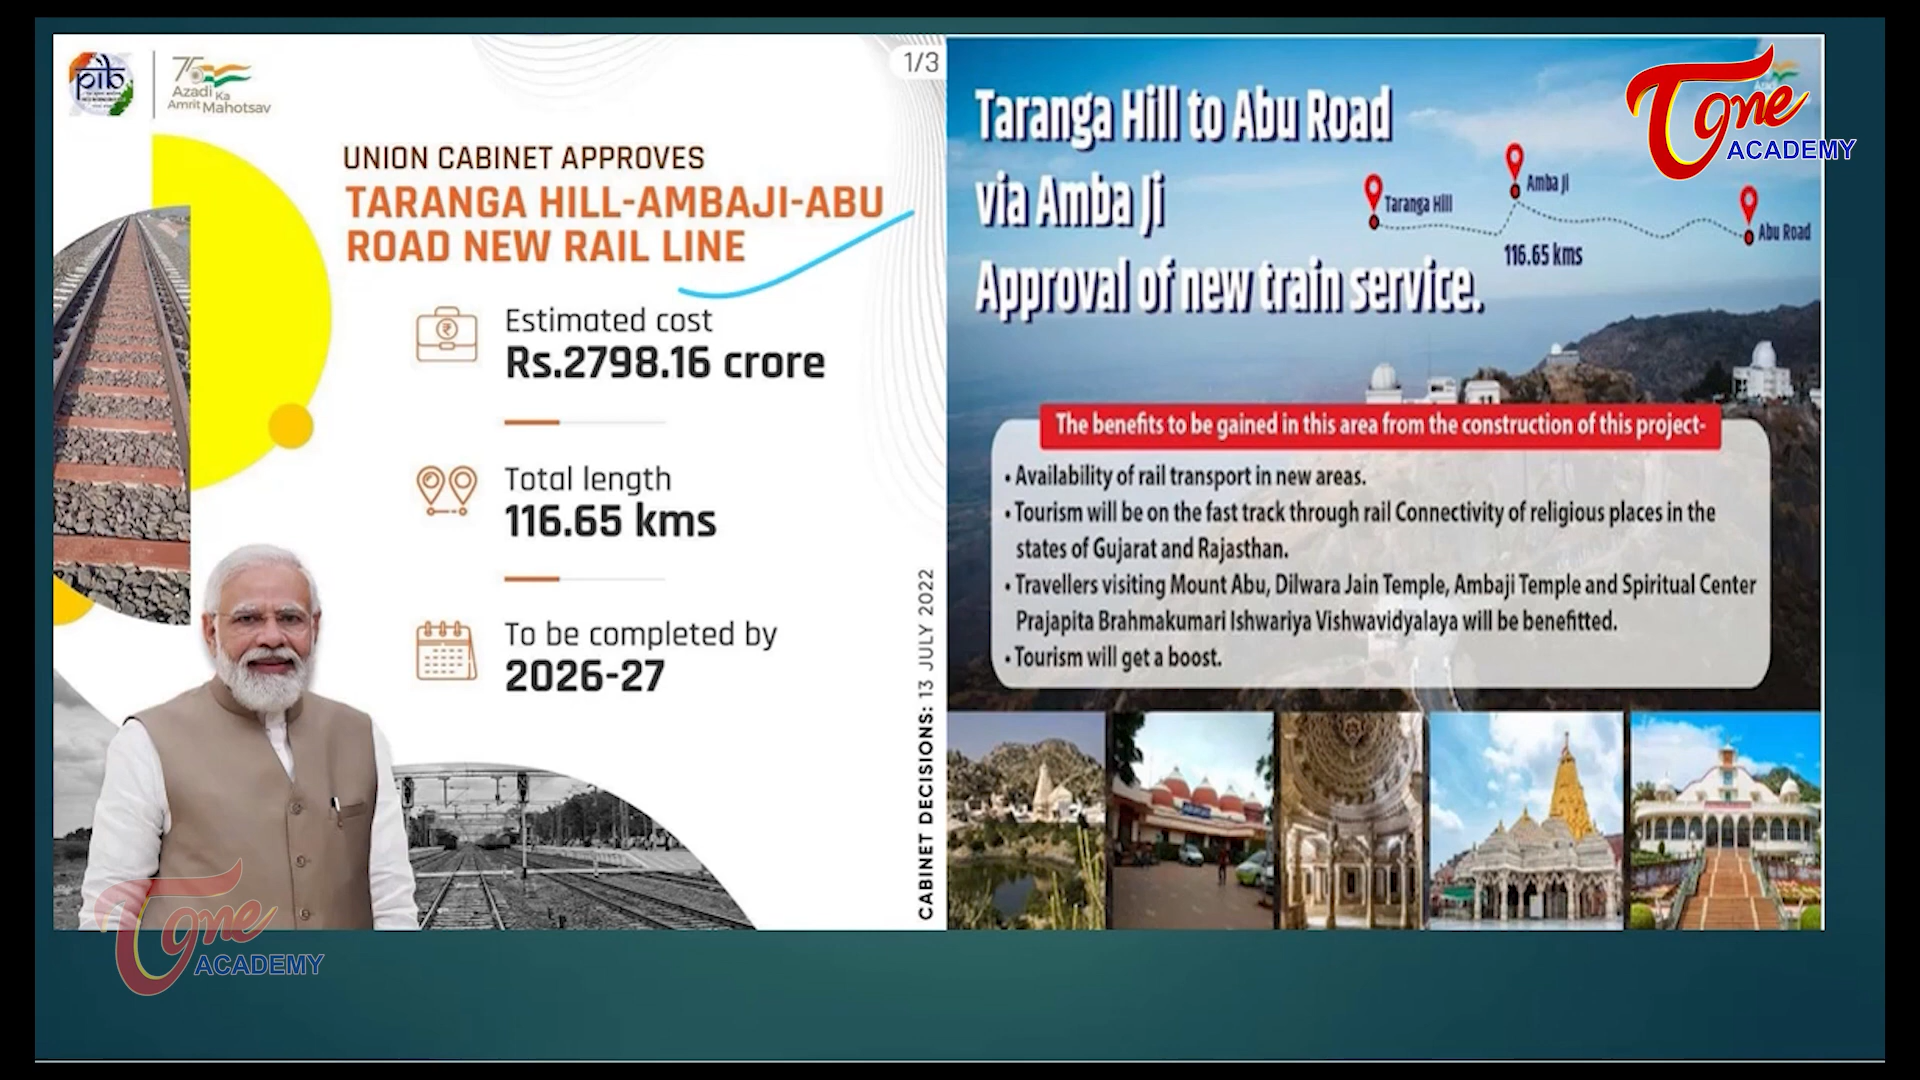 pib
75
Azadi Ka
Amrit Mahotsav
1/3
UNION CABINET APPROVES
TARANGA HILL-AMBAJI-ABU
ROAD NEW RAIL LINE
Estimated cost
Rs.2798.16 crore
Total length
116.65 kms
To be completed by
2026-27
CABINET DECISIONS: 13 JULY 2022
Taranga Hill to Abu Road
via Amba Ji
Approval of new train service.
Taranga Hill
Amba JI
Abu Road
116.65 kms
The benefits to be gained in this area from the construction of this project-
• Availability of rail transport in new areas.
• Tourism will be on the fast track through rail Connectivity of religious places in the
states of Gujarat and Rajasthan.
• Travellers visiting Mount Abu, Dilwara Jain Temple, Ambaji Temple and Spiritual Center
Prajapita Brahmakumari Ishwariya Vishwavidyalaya will be benefitted.
• Tourism will get a boost.
Tone
ACADEMY
Tone
ACADEMY